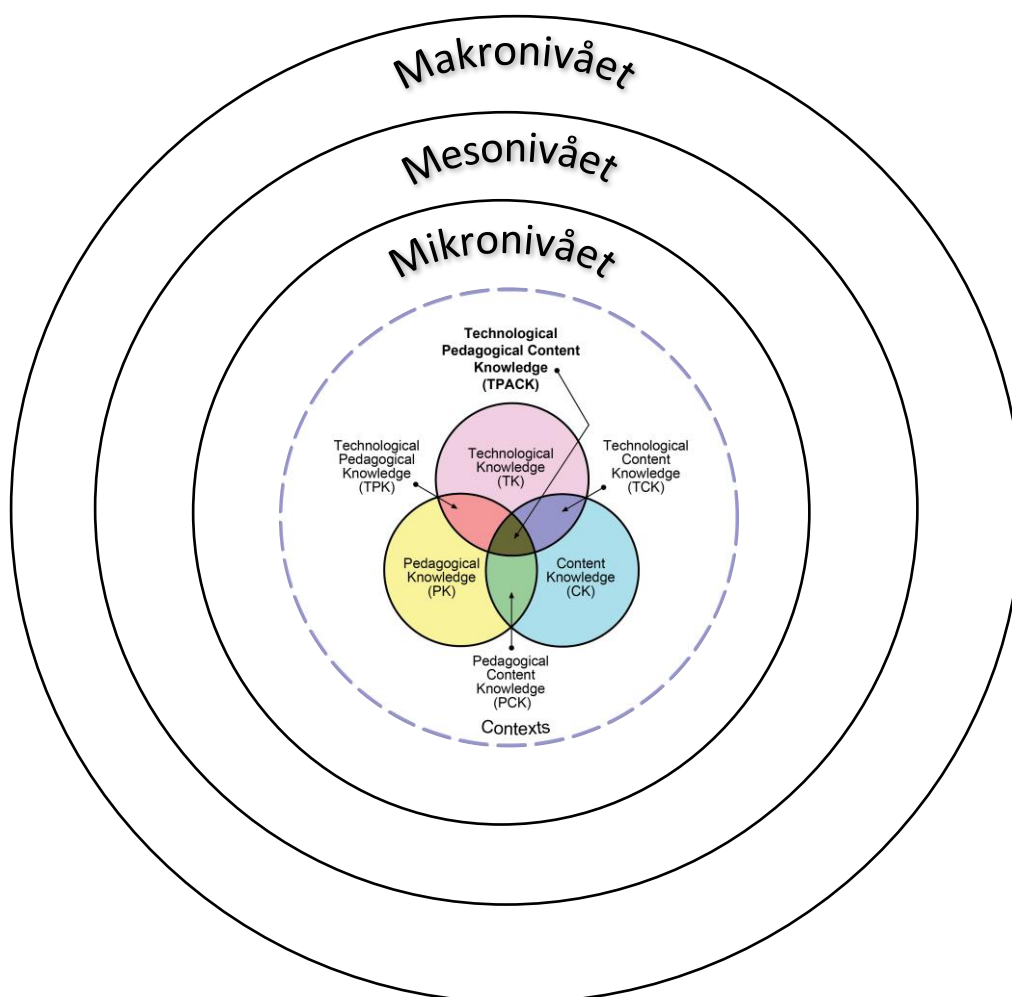 Makronivået
Mesonivået
Mikronivået
Technological
Pedagogical Content
Knowledge
(TPACK)
Technological
Pedagogical
Knowledge
(TPK)
Technological
Knowledge
(TK)
Technological
Content
Knowledge
(TCK)
Pedagogical
Knowledge
(PK)
Content
Knowledge
(CK)
Pedagogical
Content
Knowledge
(PCK)
Contexts